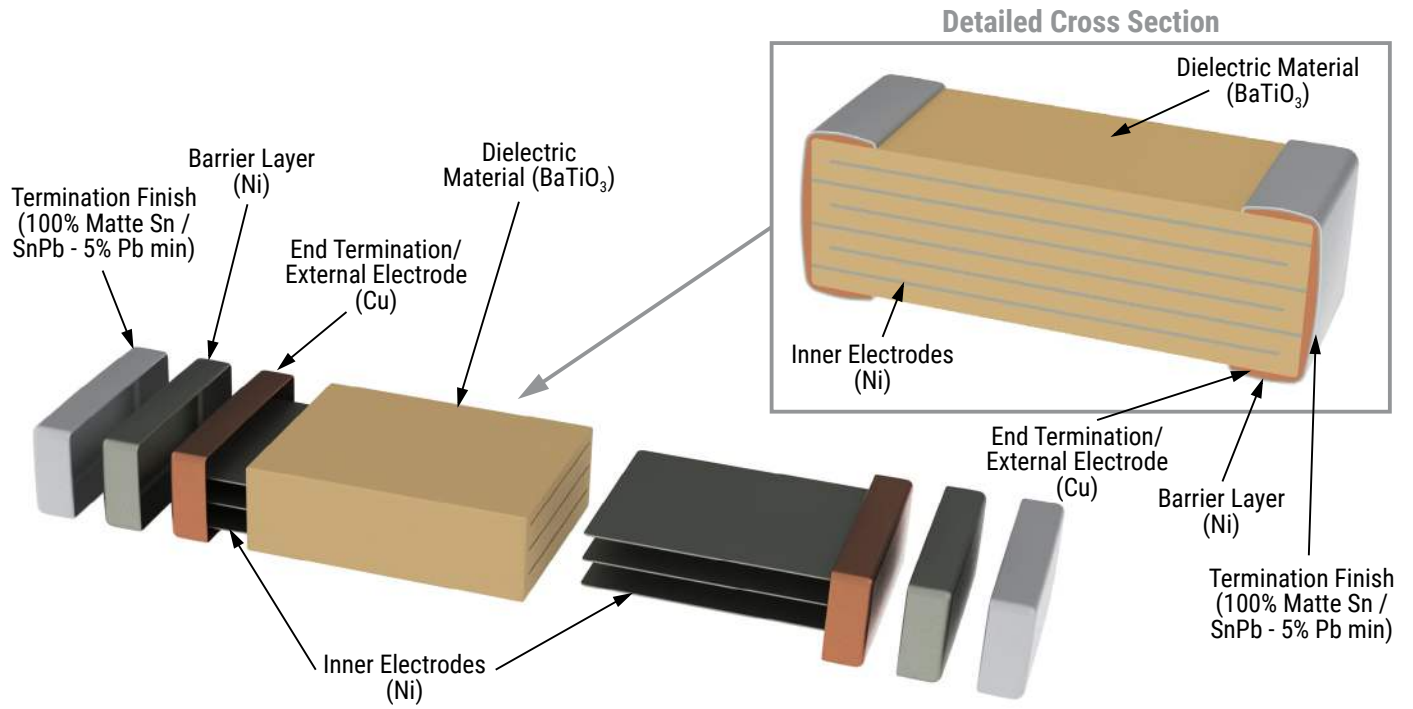 Detailed Cross Section
Dielectric Material
(BaTiO₃)
Inner Electrodes
(Ni)
End Termination/
External Electrode
(Cu)
Barrier Layer
(Ni)
Termination Finish
(100% Matte Sn /
SnPb - 5% Pb min)
Termination Finish
(100% Matte Sn /
SnPb - 5% Pb min)
Barrier Layer
(Ni)
End Termination/
External Electrode
(Cu)
Dielectric
Material (BaTiO₃)
Inner Electrodes
(Ni)